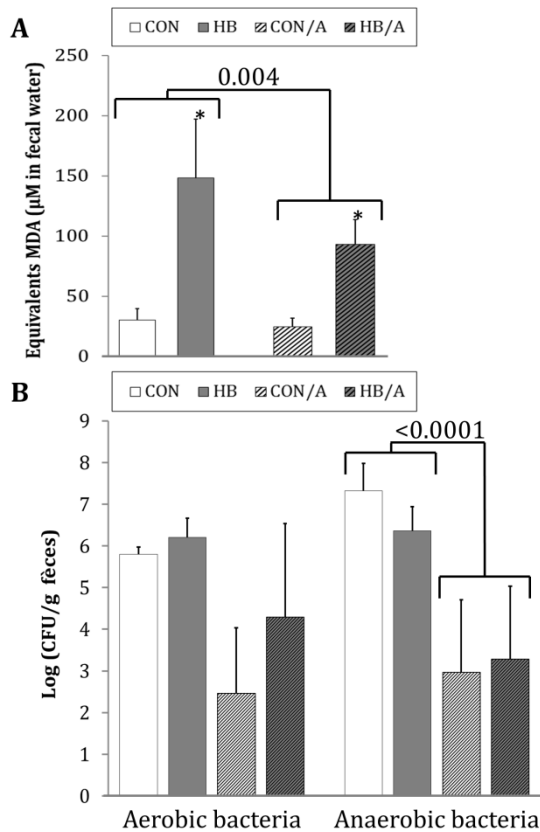 A
CON HB CON/A HB/A
Equivalents MDA (µM in fecal water)
250
200
150
100
50
0
0.004
*
*
B
CON HB CON/A HB/A
Log (CFU/g fèces)
9
8
7
6
5
4
3
2
1
0
<0.0001
Aerobic bacteria Anaerobic bacteria